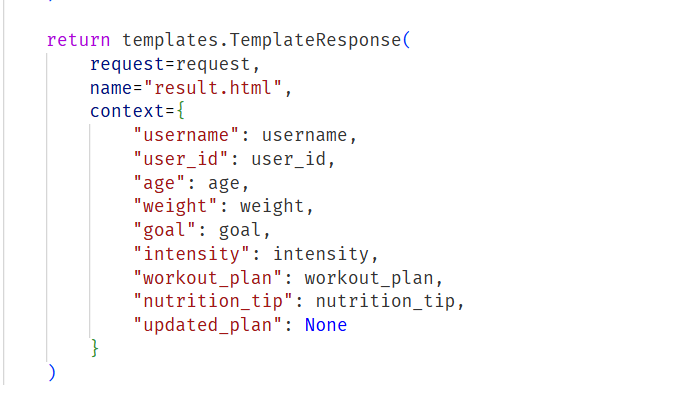 return templates.TemplateResponse(
request=request,
name="result.html",
context={
"username": username,
"user_id": user_id,
"age": age,
"weight": weight,
"goal": goal,
"intensity": intensity,
"workout_plan": workout_plan,
"nutrition_tip": nutrition_tip,
"updated_plan": None
}
)